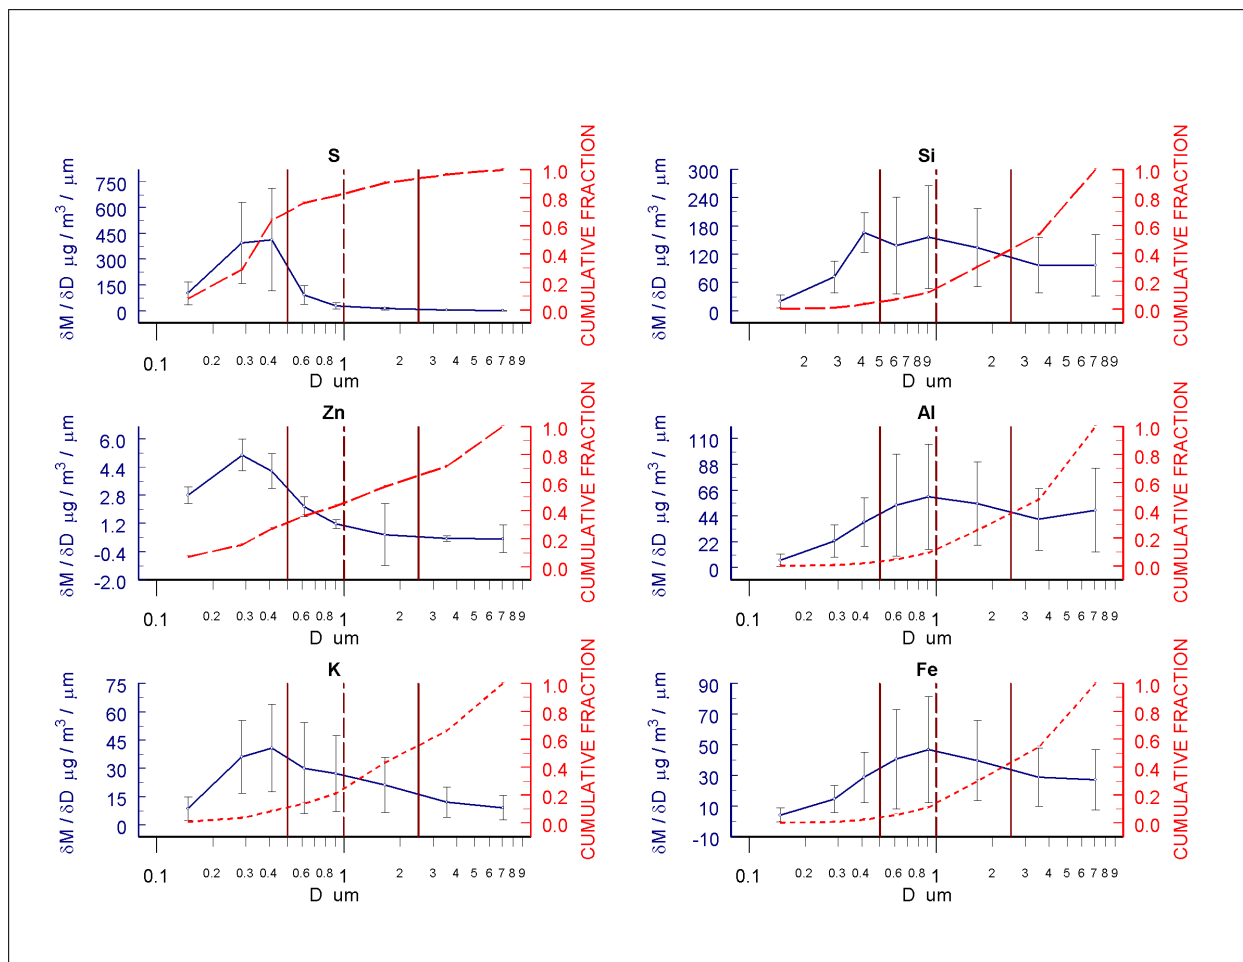 S
δM / δD μg / m³ / μm
750
600
450
300
150
0
CUMULATIVE FRACTION
1.0
0.8
0.6
0.4
0.2
0.0
0.1 0.2 0.3 0.4 0.6 0.8 1 2 3 4 5 6 7 8 9
D um
Si
δM / δD μg / m³ / μm
300
240
180
120
60
0
CUMULATIVE FRACTION
1.0
0.8
0.6
0.4
0.2
0.0
0.1 2 3 4 5 6 7 8 9 1 2 3 4 5 6 7 8 9
D um
Zn
δM / δD μg / m³ / μm
6.0
4.4
2.8
1.2
-0.4
-2.0
CUMULATIVE FRACTION
1.0
0.8
0.6
0.4
0.2
0.0
0.1 0.2 0.3 0.4 0.6 0.8 1 2 3 4 5 6 7 8 9
D um
Al
δM / δD μg / m³ / μm
110
88
66
44
22
0
CUMULATIVE FRACTION
1.0
0.8
0.6
0.4
0.2
0.0
0.1 0.2 0.3 0.4 0.6 0.8 1 2 3 4 5 6 7 8 9
D um
K
δM / δD μg / m³ / μm
75
60
45
30
15
0
CUMULATIVE FRACTION
1.0
0.8
0.6
0.4
0.2
0.0
0.1 0.2 0.3 0.4 0.6 0.8 1 2 3 4 5 6 7 8 9
D um
Fe
δM / δD μg / m³ / μm
90
70
50
30
10
-10
CUMULATIVE FRACTION
1.0
0.8
0.6
0.4
0.2
0.0
0.1 0.2 0.3 0.4 0.6 0.8 1 2 3 4 5 6 7 8 9
D um